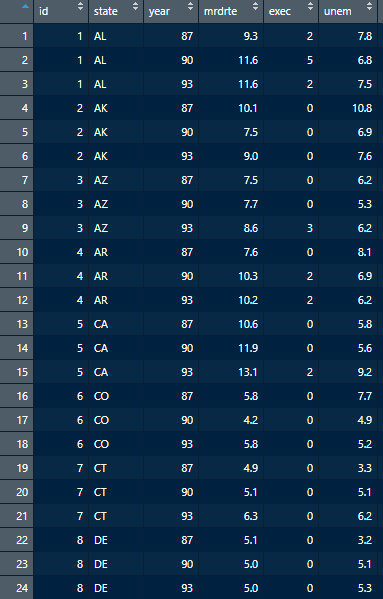 id state year mrdrte exec unem
1 1 AL 87 9.3 2 7.8
2 1 AL 90 11.6 5 6.8
3 1 AL 93 11.6 2 7.5
4 2 AK 87 10.1 0 10.8
5 2 AK 90 7.5 0 6.9
6 2 AK 93 9.0 0 7.6
7 3 AZ 87 7.5 0 6.2
8 3 AZ 90 7.7 0 5.3
9 3 AZ 93 8.6 3 6.2
10 4 AR 87 7.6 0 8.1
11 4 AR 90 10.3 2 6.9
12 4 AR 93 10.2 2 6.2
13 5 CA 87 10.6 0 5.8
14 5 CA 90 11.9 0 5.6
15 5 CA 93 13.1 2 9.2
16 6 CO 87 5.8 0 7.7
17 6 CO 90 4.2 0 4.9
18 6 CO 93 5.8 0 5.2
19 7 CT 87 4.9 0 3.3
20 7 CT 90 5.1 0 5.1
21 7 CT 93 6.3 0 6.2
22 8 DE 87 5.1 0 3.2
23 8 DE 90 5.0 0 5.1
24 8 DE 93 5.0 0 5.3